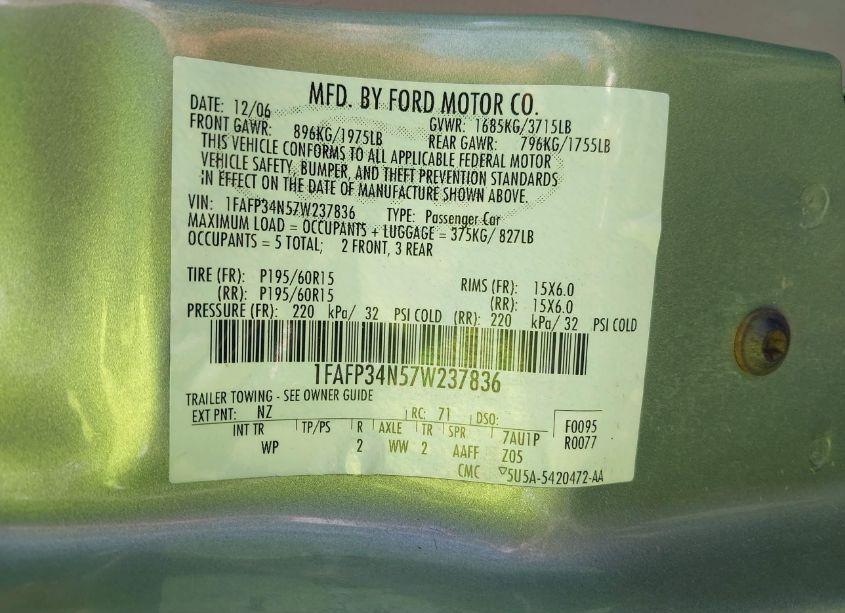 MFD. BY FORD MOTOR CO.
DATE: 12/06 GVWR: 1685KG/3715LB
FRONT GAWR: 896KG/1975LB REAR GAWR: 796KG/1755LB
THIS VEHICLE CONFORMS TO ALL APPLICABLE FEDERAL MOTOR
VEHICLE SAFETY, BUMPER, AND THEFT PREVENTION STANDARDS
IN EFFECT ON THE DATE OF MANUFACTURE SHOWN ABOVE.
VIN: 1FAFP34N57W237836 TYPE: Passenger Car
MAXIMUM LOAD = OCCUPANTS + LUGGAGE = 375KG/ 827LB
OCCUPANTS = 5 TOTAL; 2 FRONT, 3 REAR
TIRE (FR): P195/60R15 RIMS (FR): 15X6.0
(RR): P195/60R15 (RR): 15X6.0
PRESSURE (FR): 220 kPa/ 32 PSI COLD (RR): 220 kPa/ 32 PSI COLD
1FAFP34N57W237836
TRAILER TOWING - SEE OWNER GUIDE
EXT PNT: NZ RC: 71 DSO: F0095
INT TR TP/PS R AXLE TR SPR 7AU1P R0077
WP 2 WW 2 AAFF Z05
CMC 5U5A-5420472-AA